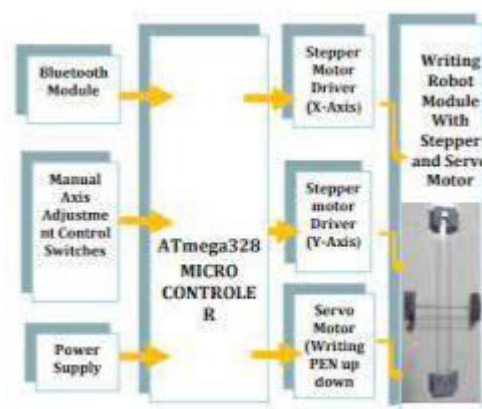 Bluetooth
Module
Manual
Axis
Adjustme
nt Control
Switches
Power
Supply
ATmega328
MICRO
CONTROLE
R
Stepper
Motor
Driver
(X-Axis)
Stepper
motor
Driver
(Y-Axis)
Servo
Motor
(Writing
PEN up
down
Writing
Robot
Module
With
Stepper
and Servo
Motor